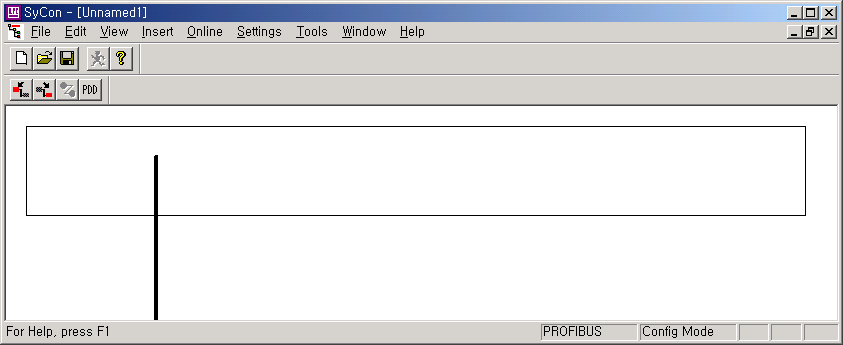 SyCon - [Unnamed1]
File Edit View Insert Online Settings Tools Window Help
?
PDD
For Help, press F1 PROFIBUS Config Mode